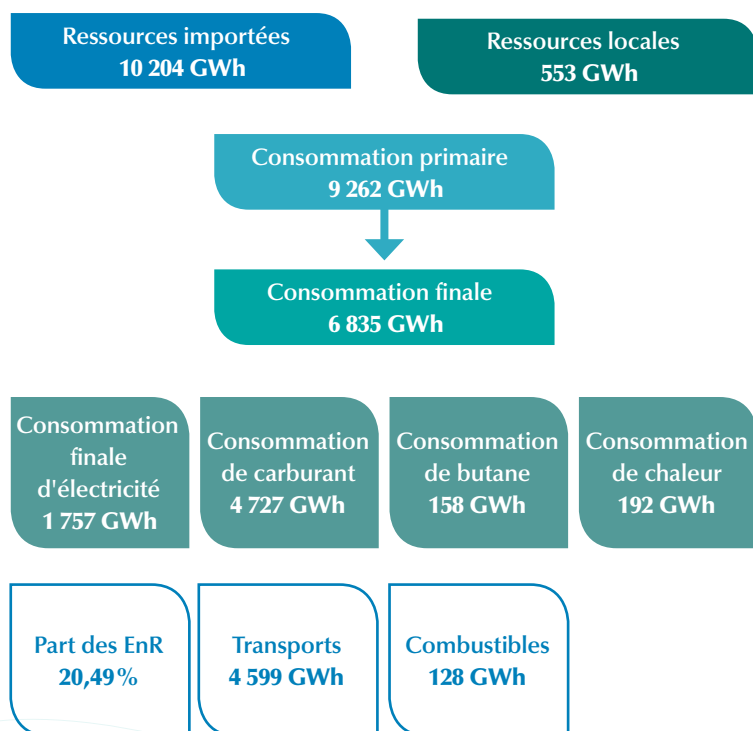 Ressources importées
10 204 GWh
Ressources locales
553 GWh
Consommation primaire
9 262 GWh
Consommation finale
6 835 GWh
Consommation
finale
d'électricité
1 757 GWh
Consommation
de carburant
4 727 GWh
Consommation
de butane
158 GWh
Consommation
de chaleur
192 GWh
Part des EnR
20,49%
Transports
4 599 GWh
Combustibles
128 GWh